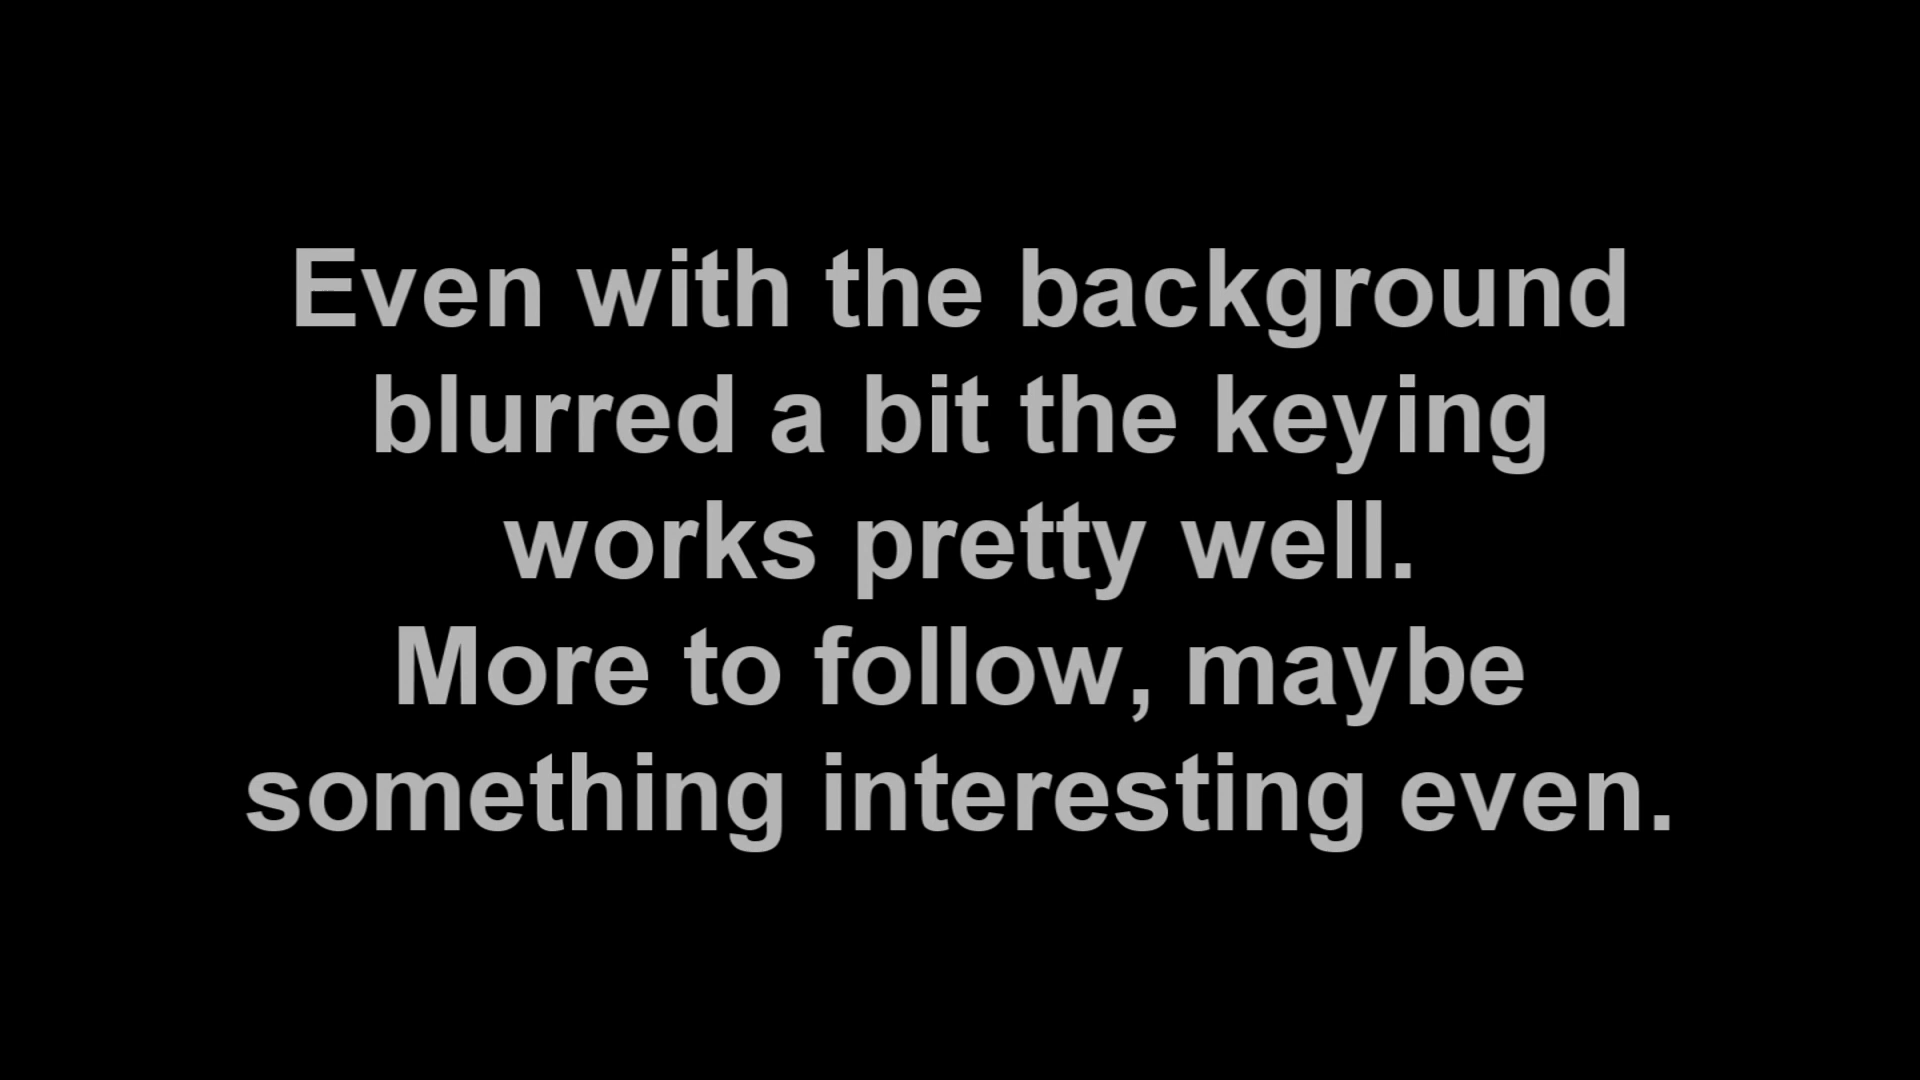 Even with the background
blurred a bit the keying
works pretty well.
More to follow, maybe
something interesting even.